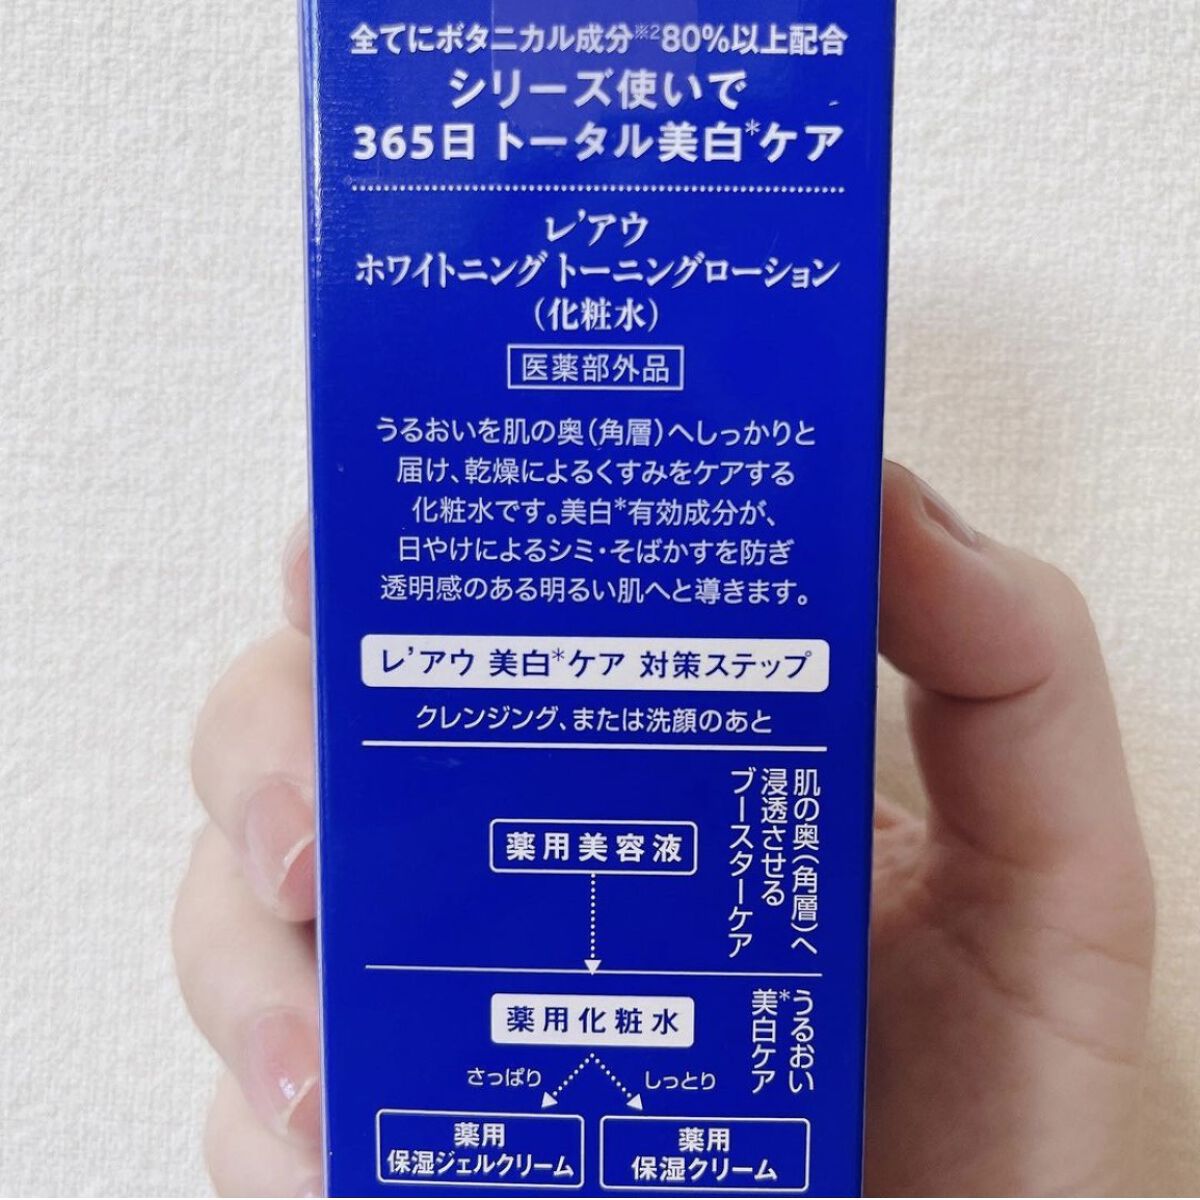 全てにボタニカル成分※2 80%以上配合
シリーズ使いで
365日 トータル美白*ケア
レ'アウ
ホワイトニング トーニングローション
(化粧水)
医薬部外品
うるおいを肌の奥(角層)へしっかりと
届け、乾燥によるくすみをケアする
化粧水です。美白*有効成分が、
日やけによるシミ・そばかすを防ぎ
透明感のある明るい肌へと導きます。
レ'アウ 美白*ケア 対策ステップ
クレンジング、または洗顔のあと
薬用美容液
肌の奥(角層)へ
浸透させる
ブースターケア
薬用化粧水
うるおい
美白*ケア
さっぱり
しっとり
薬用
保湿ジェルクリーム
薬用
保湿クリーム